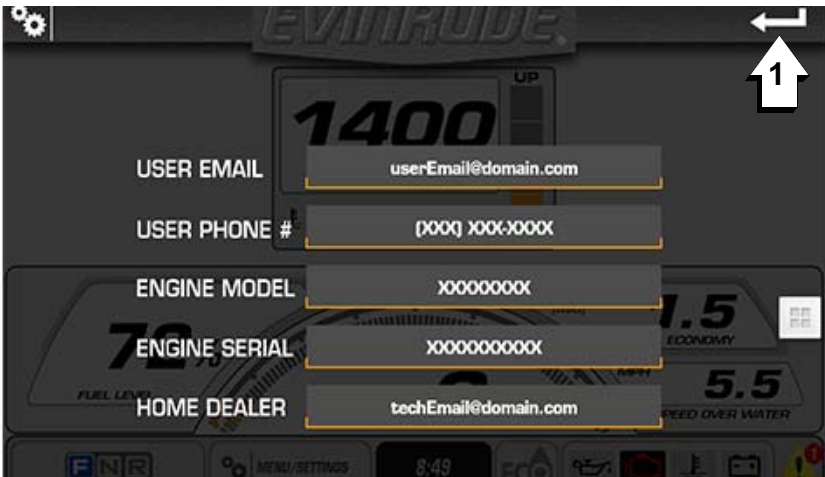 EVINRUDE
1
UP
1400
USER EMAIL userEmail@domain.com
USER PHONE # (XXX) XXX-XXXX
ENGINE MODEL XXXXXXXX
1.5
ECONOMY
ENGINE SERIAL XXXXXXXXXX
MPH
FUEL LEVEL
5.5
HOME DEALER techEmail@domain.com
SPEED OVER WATER
F N R
MENU/SETTINGS
8:49
ECO